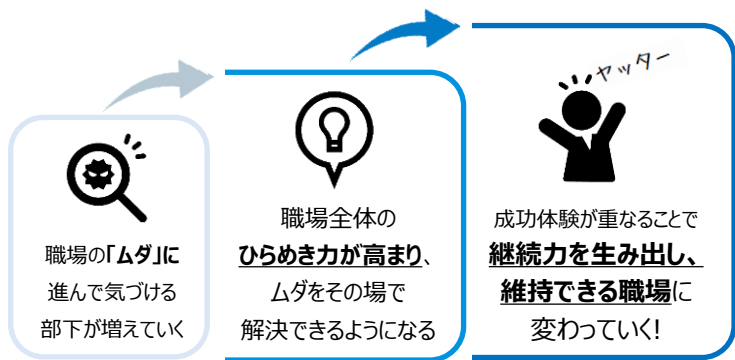 職場の「ムダ」に
進んで気づける
部下が増えていく
職場全体の
ひらめき力が高まり、
ムダをその場で
解決できるようになる
ヤッター
成功体験が重なることで
継続力を生み出し、
維持できる職場に
変わっていく!